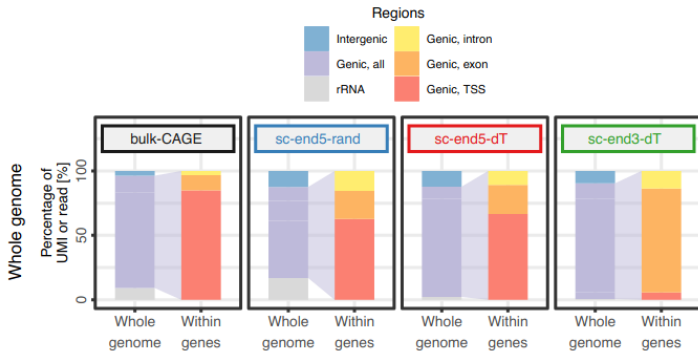 Regions
Intergenic
Genic, all
rRNA
Genic, intron
Genic, exon
Genic, TSS
bulk-CAGE
sc-end5-rand
sc-end5-dT
sc-end3-dT
Whole genome
Percentage of
UMI or read [%]
100
50
0
Whole
genome
Within
genes
Whole
genome
Within
genes
Whole
genome
Within
genes
Whole
genome
Within
genes